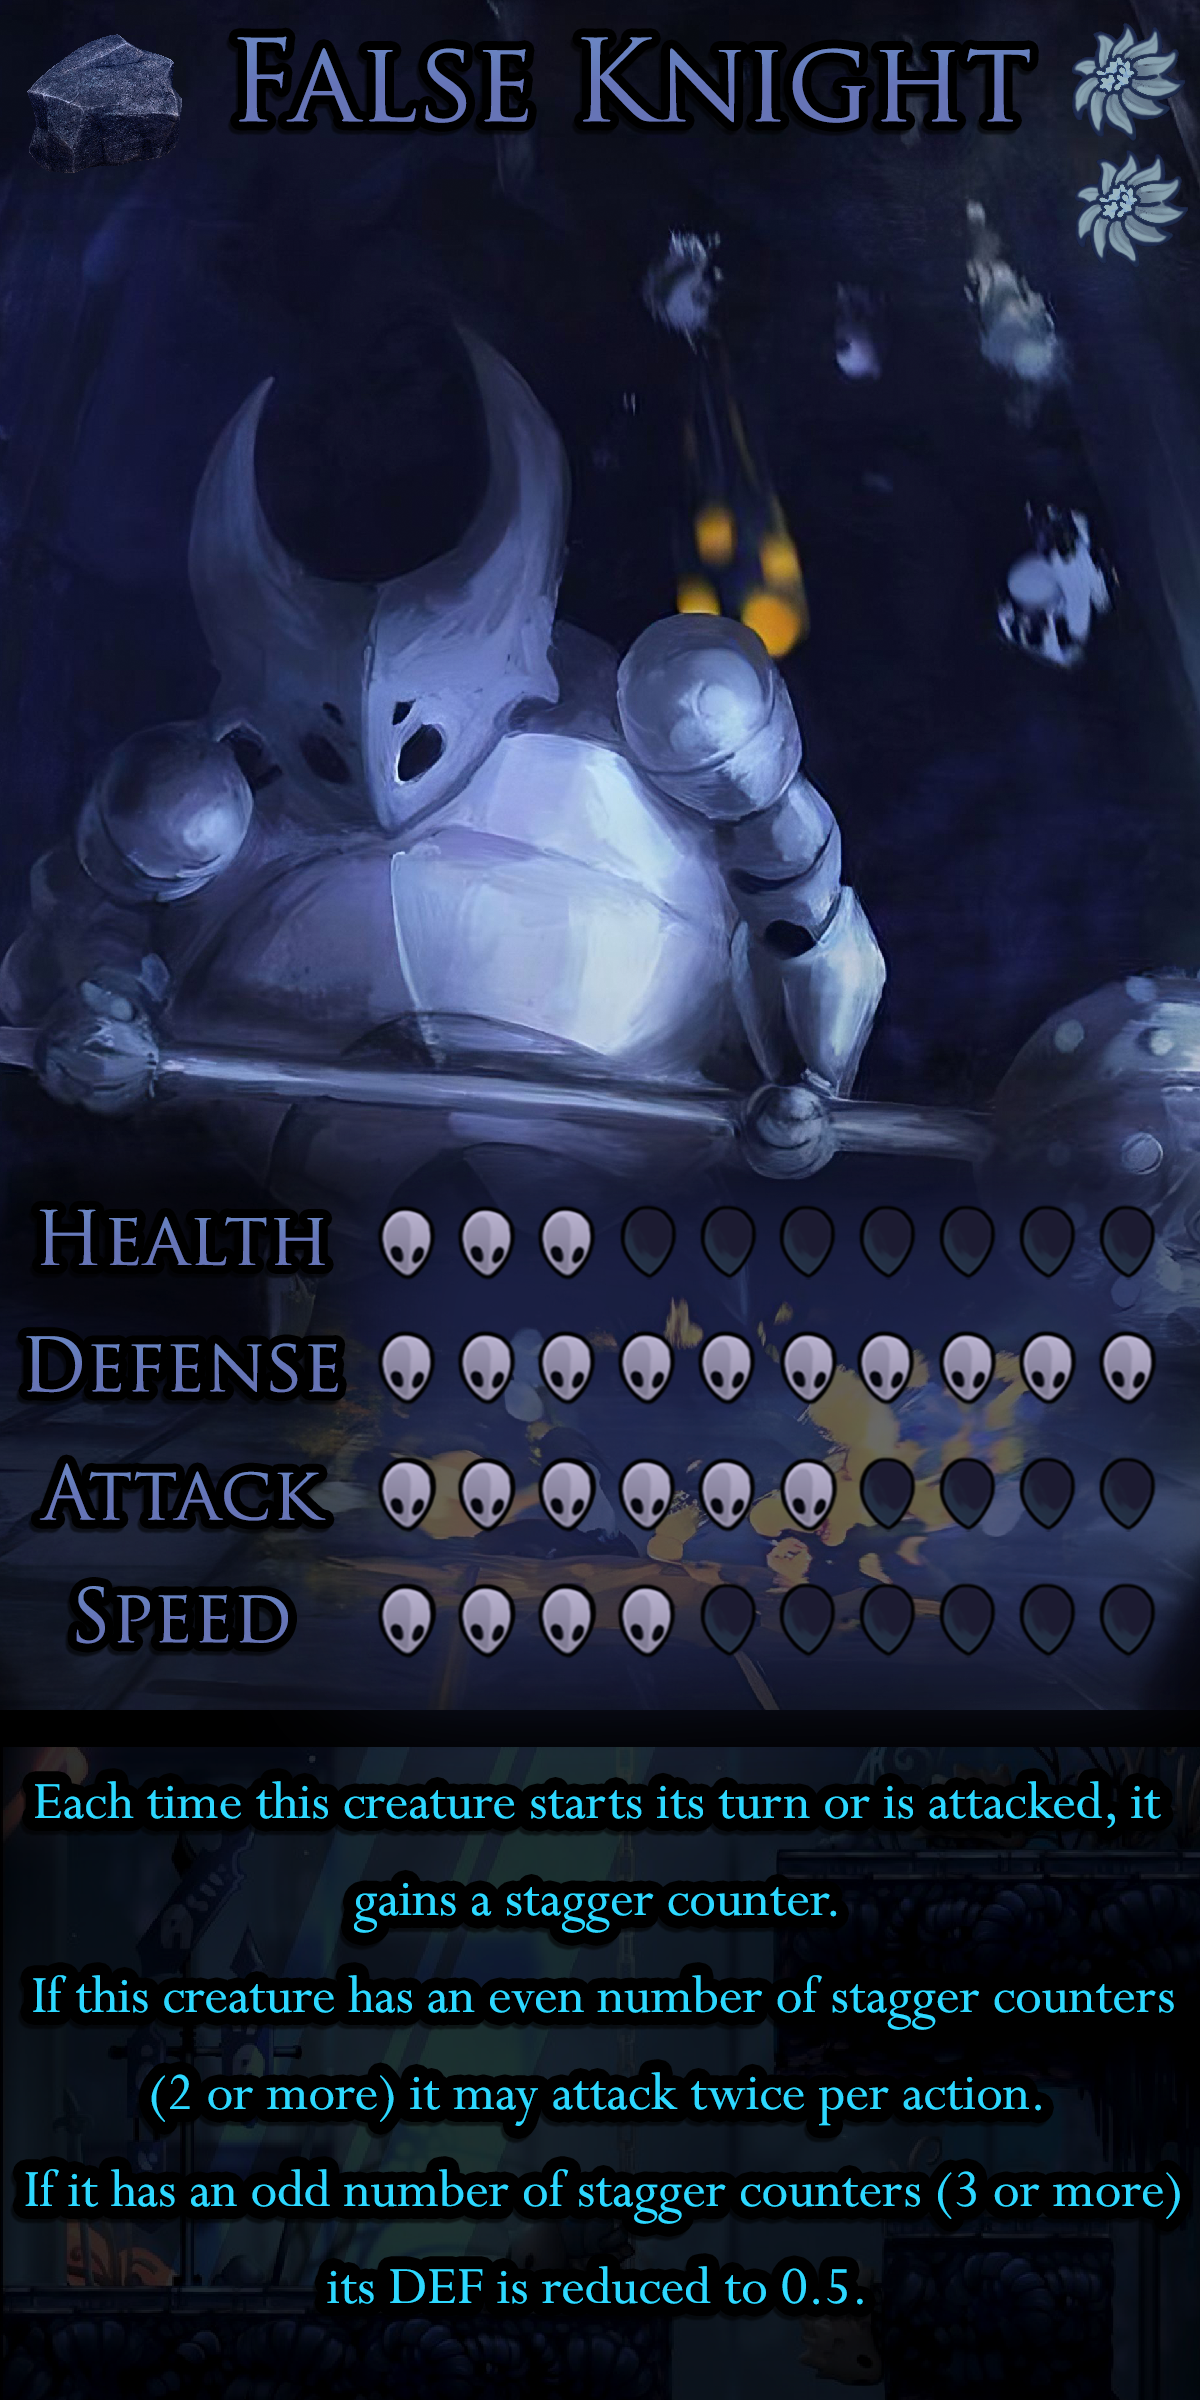 False Knight
Health
Defense
Attack
Speed
Each time this creature starts its turn or is attacked, it
gains a stagger counter.
If this creature has an even number of stagger counters
(2 or more) it may attack twice per action.
If it has an odd number of stagger counters (3 or more)
its DEF is reduced to 0.5.